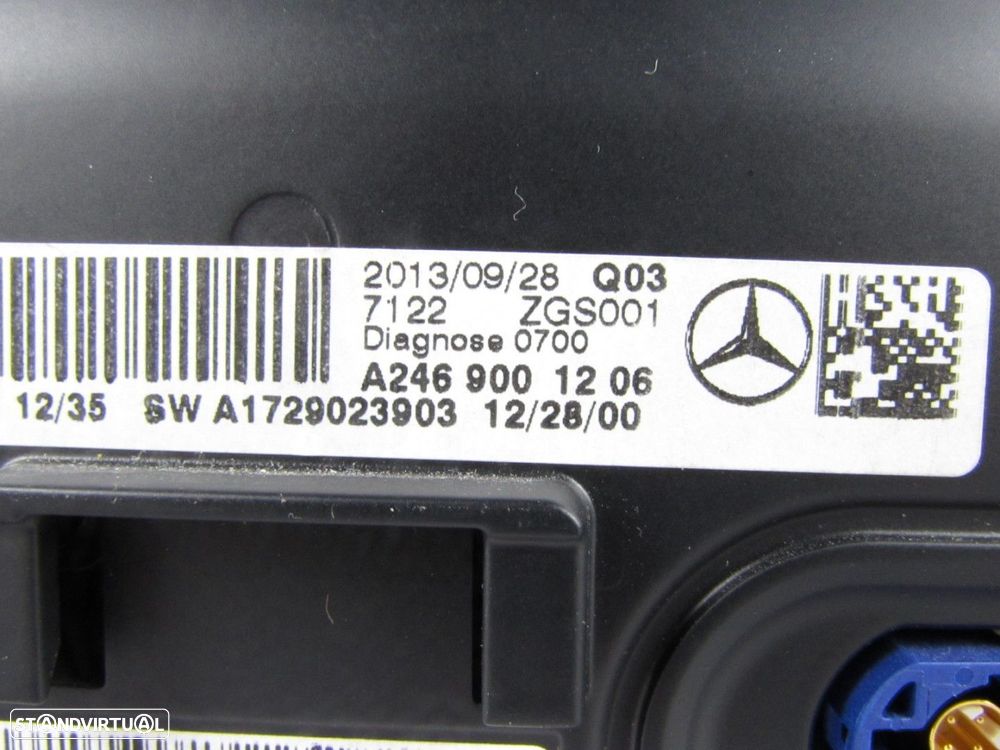 2013/09/28 Q03
7122 ZGS001
Diagnose 0700
A246 900 12 06
12/35 SW A1729023903 12/28/00
STANDVIRTUAL